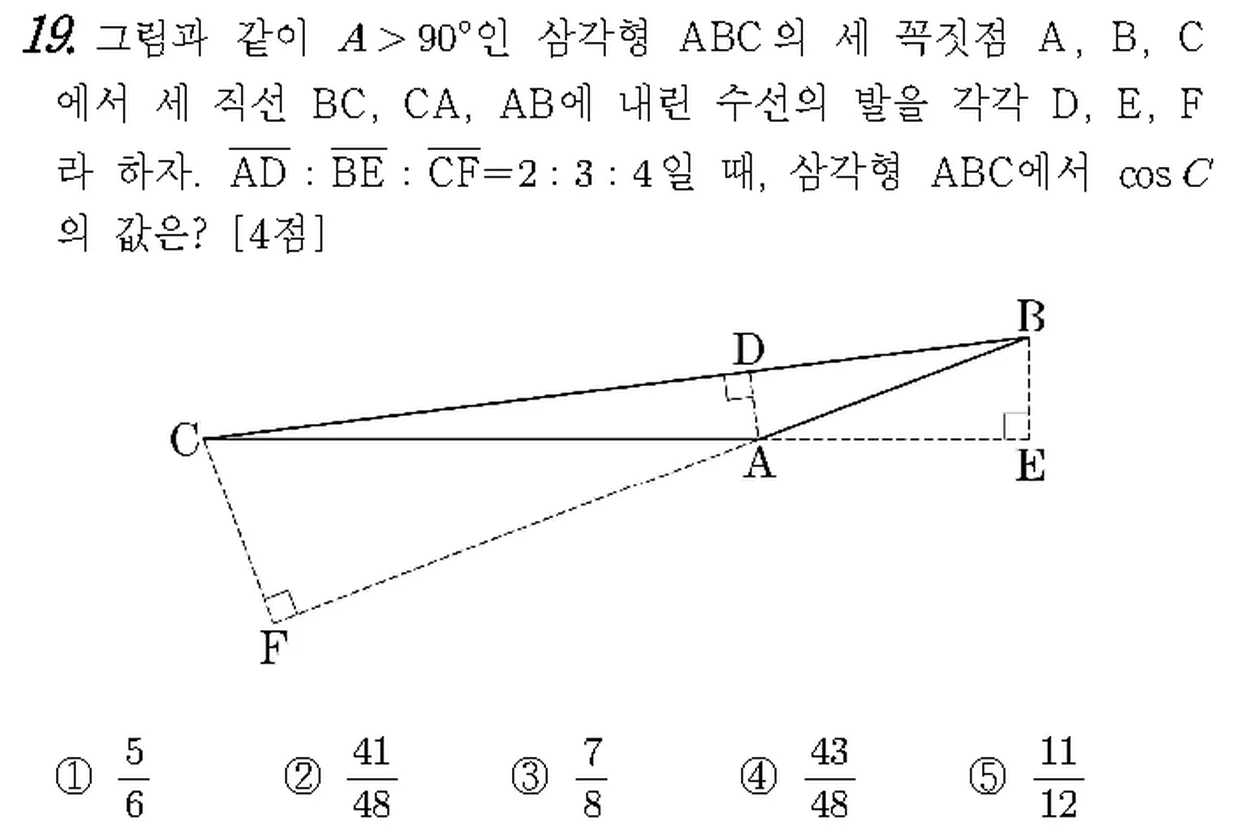 19. 그림과 같이 A > 90°인 삼각형 ABC의 세 꼭짓점 A, B, C
에서 세 직선 BC, CA, AB에 내린 수선의 발을 각각 D, E, F
라 하자. \overline{AD} : \overline{BE} : \overline{CF} = 2 : 3 : 4일 때, 삼각형 ABC에서 cos C
의 값은? [4점]
B
D
C
A
E
F
① 5/6 ② 41/48 ③ 7/8 ④ 43/48 ⑤ 11/12